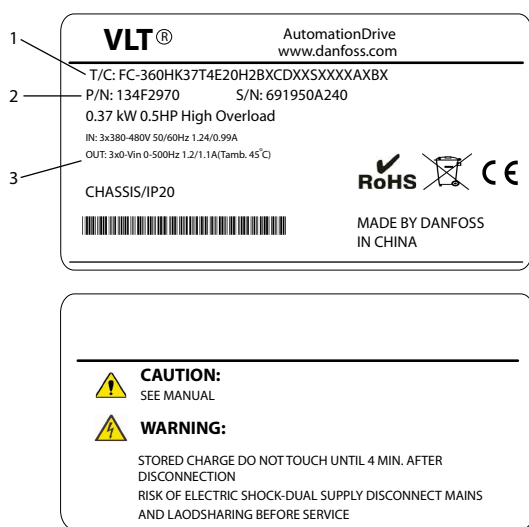 VLT® AutomationDrive
www.danfoss.com
1
T/C: FC-360HK37T4E20H2BXCDXXSXXXXAXBX
2
P/N: 134F2970 S/N: 691950A240
0.37 kW 0.5HP High Overload
IN: 3x380-480V 50/60Hz 1.24/0.99A
3
OUT: 3x0-Vin 0-500Hz 1.2/1.1A(Tamb. 45°C)
CHASSIS/IP20
RoHS CE
MADE BY DANFOSS
IN CHINA
CAUTION:
SEE MANUAL
WARNING:
STORED CHARGE DO NOT TOUCH UNTIL 4 MIN. AFTER
DISCONNECTION
RISK OF ELECTRIC SHOCK-DUAL SUPPLY DISCONNECT MAINS
AND LAODSHARING BEFORE SERVICE